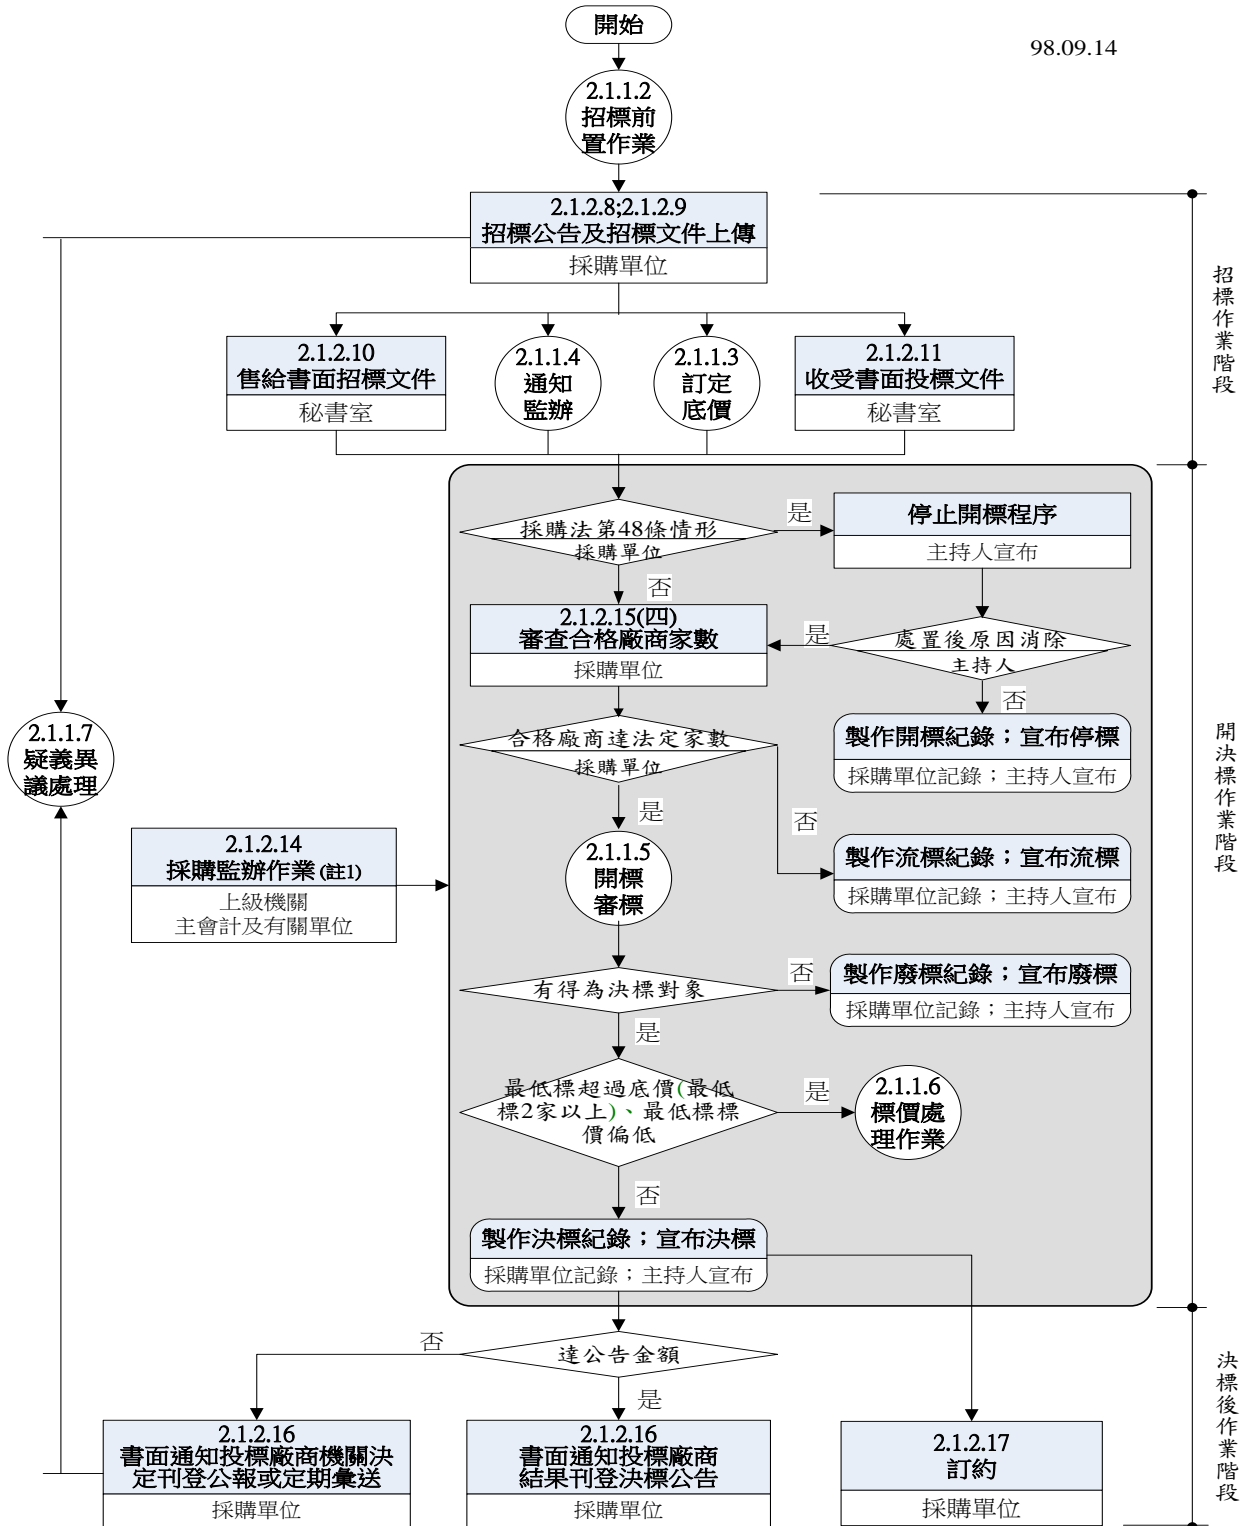 開始
98.09.14
2.1.1.2
招標前
置作業
2.1.2.8;2.1.2.9
招標公告及招標文件上傳
採購單位
招標作業階段
2.1.2.10
售給書面招標文件
秘書室
2.1.1.4
通知
監辦
2.1.1.3
訂定
底價
2.1.2.11
收受書面投標文件
秘書室
採購法第48條情形
採購單位
是
停止開標程序
主持人宣布
否
2.1.2.15(四)
審查合格廠商家數
採購單位
是
處置後原因消除
主持人
否
製作開標紀錄；宣布停標
採購單位記錄；主持人宣布
開決標作業階段
2.1.1.7
疑義異
議處理
合格廠商達法定家數
採購單位
是
否
2.1.2.14
採購監辦作業(註1)
上級機關
主會計及有關單位
2.1.1.5
開標
審標
製作流標紀錄；宣布流標
採購單位記錄；主持人宣布
有得為決標對象
否
製作廢標紀錄；宣布廢標
採購單位記錄；主持人宣布
是
最低標超過底價(最低
標2家以上)、最低標標
價偏低
是
2.1.1.6
標價處
理作業
否
製作決標紀錄；宣布決標
採購單位記錄；主持人宣布
達公告金額
否
是
決標後作業階段
2.1.2.16
書面通知投標廠商機關決
定刊登公報或定期彙送
採購單位
2.1.2.16
書面通知投標廠商
結果刊登決標公告
採購單位
2.1.2.17
訂約
採購單位